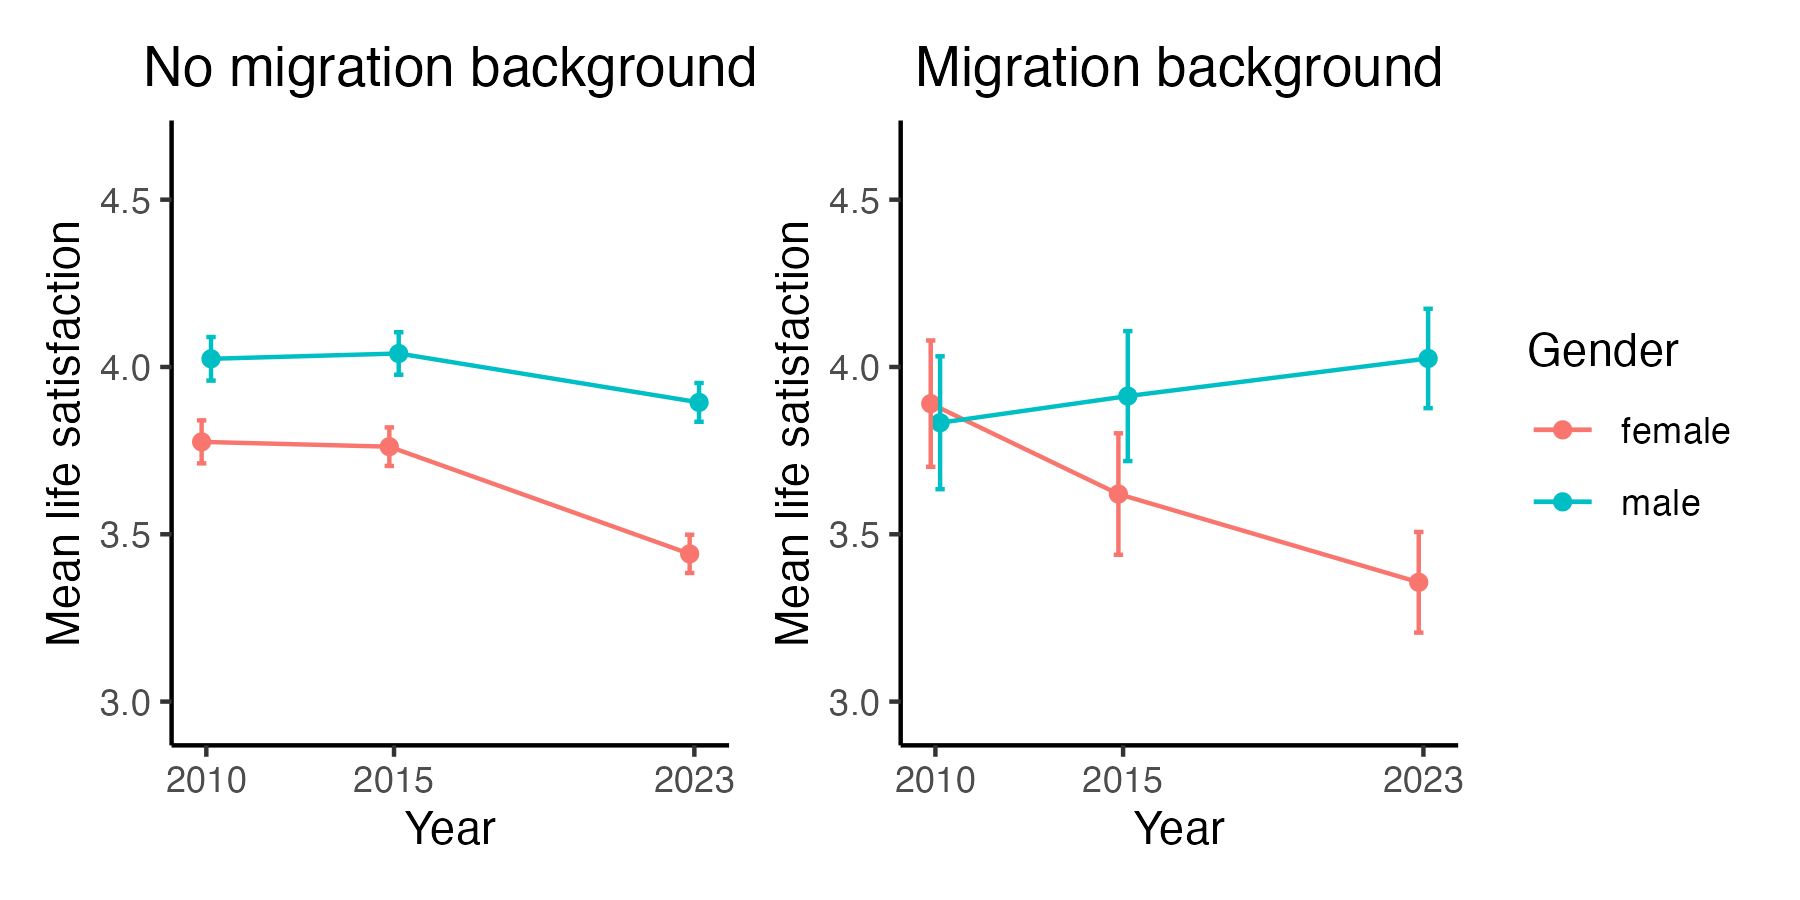 No migration background
Mean life satisfaction
4.5
4.0
3.5
3.0
2010 2015 2023
Year
Migration background
Mean life satisfaction
4.5
4.0
3.5
3.0
2010 2015 2023
Year
Gender
female
male